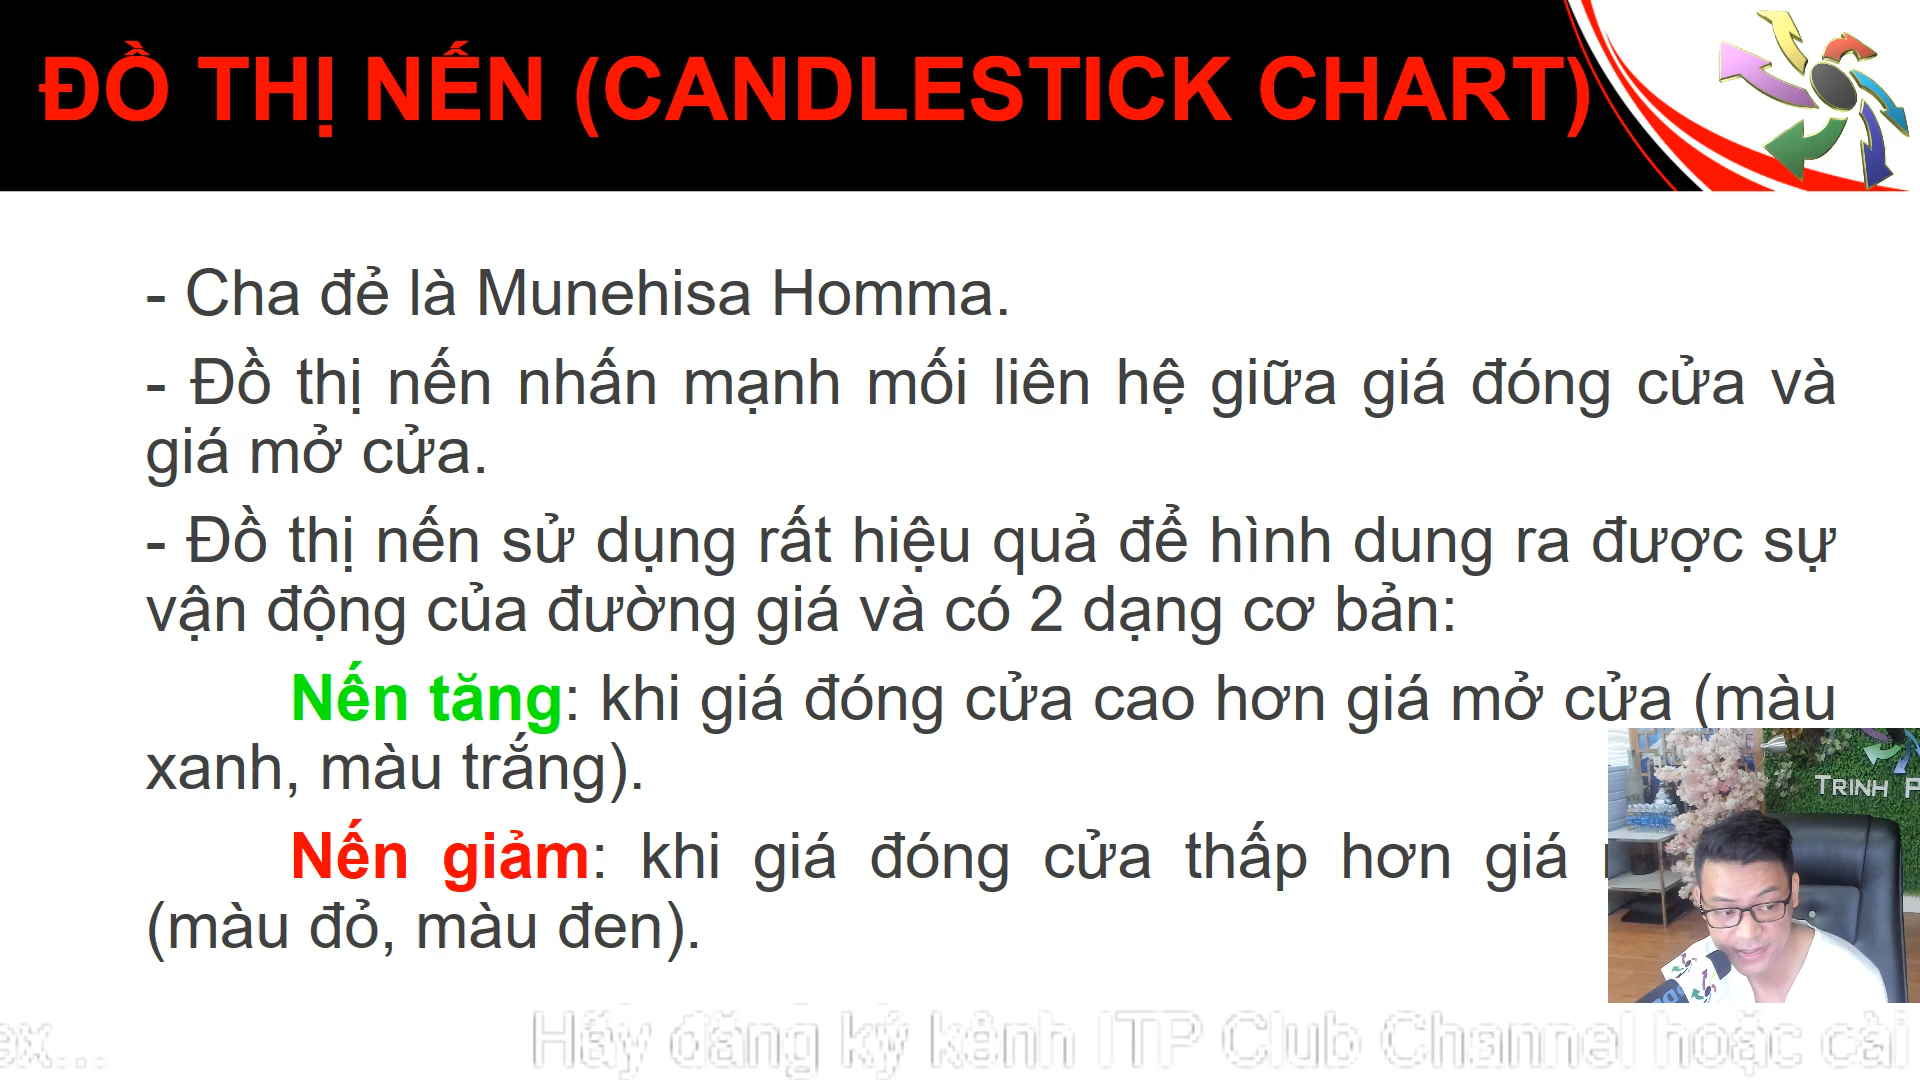 ĐỒ THỊ NẾN (CANDLESTICK CHART)
- Cha đẻ là Munehisa Homma.
- Đồ thị nến nhấn mạnh mối liên hệ giữa giá đóng cửa và
giá mở cửa.
- Đồ thị nến sử dụng rất hiệu quả để hình dung ra được sự
vận động của đường giá và có 2 dạng cơ bản:
Nến tăng: khi giá đóng cửa cao hơn giá mở cửa (màu
xanh, màu trắng).
TRINH P
Nến giảm: khi giá đóng cửa thấp hơn giá
(màu đỏ, màu đen).
ex... Hãy đăng ký kênh ITP Club Channel hoặc cài